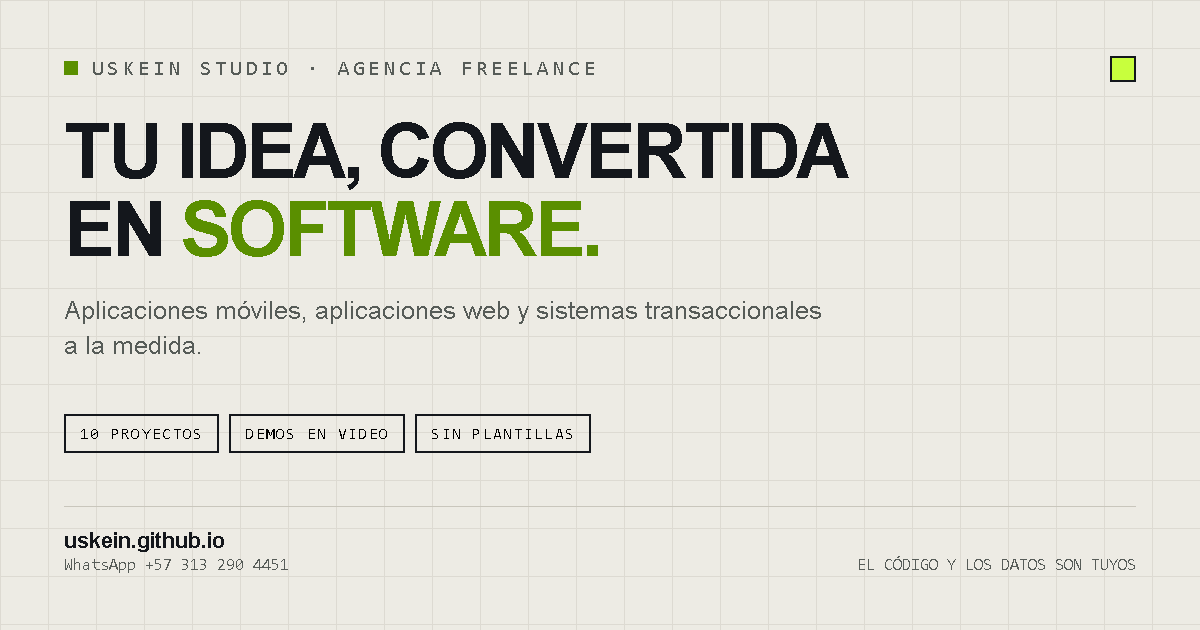 USKEIN STUDIO · AGENCIA FREELANCE
TU IDEA, CONVERTIDA
EN SOFTWARE.
Aplicaciones móviles, aplicaciones web y sistemas transaccionales
a la medida.
10 PROYECTOS
DEMOS EN VIDEO
SIN PLANTILLAS
uskein.github.io
WhatsApp +57 313 290 4451
EL CÓDIGO Y LOS DATOS SON TUYOS